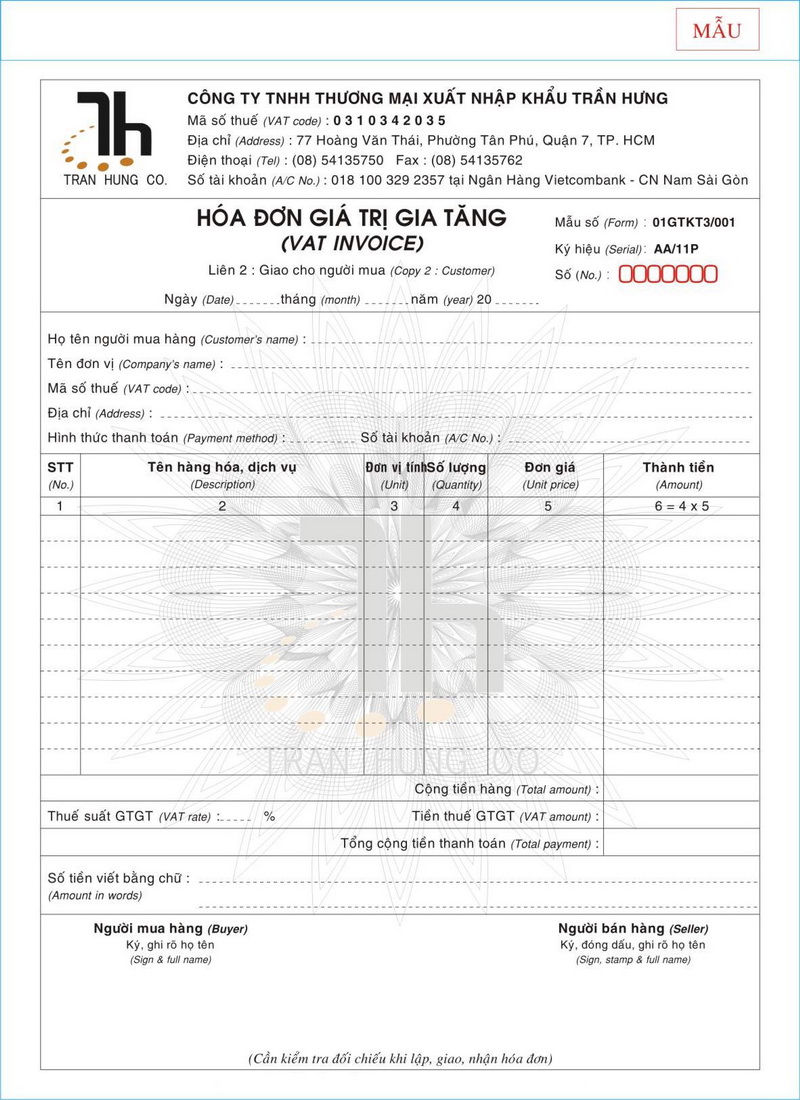 MẪU
CÔNG TY TNHH THƯƠNG MẠI XUẤT NHẬP KHẨU TRẦN HƯNG
Mã số thuế (VAT code) : 0 3 1 0 3 4 2 0 3 5
Địa chỉ (Address) : 77 Hoàng Văn Thái, Phường Tân Phú, Quận 7, TP. HCM
Điện thoại (Tel) : (08) 54135750 Fax : (08) 54135762
Số tài khoản (A/C No.) : 018 100 329 2357 tại Ngân Hàng Vietcombank - CN Nam Sài Gòn
Th
TRAN HUNG CO.
HÓA ĐƠN GIÁ TRỊ GIA TĂNG
(VAT INVOICE)
Liên 2 : Giao cho người mua (Copy 2 : Customer)
Ngày (Date) tháng (month) năm (year) 20
Mẫu số (Form) : 01GTKT3/001
Ký hiệu (Serial): AA/11P
Số (No.) : 0000000
Họ tên người mua hàng (Customer's name) :
Tên đơn vị (Company's name) :
Mã số thuế (VAT code) :
Địa chỉ (Address) :
Hình thức thanh toán (Payment method) : Số tài khoản (A/C No.) :
STT Tên hàng hóa, dịch vụ Đơn vị tính Số lượng Đơn giá Thành tiền
(No.) (Description) (Unit) (Quantity) (Unit price) (Amount)
1 2 3 4 5 6 = 4 x 5
Th
TRAN HUNG CO.
Cộng tiền hàng (Total amount) :
Thuế suất GTGT (VAT rate) : % Tiền thuế GTGT (VAT amount) :
Tổng cộng tiền thanh toán (Total payment) :
Số tiền viết bằng chữ :
(Amount in words)
Người mua hàng (Buyer) Người bán hàng (Seller)
Ký, ghi rõ họ tên Ký, đóng dấu, ghi rõ họ tên
(Sign & full name) (Sign, stamp & full name)
(Cần kiểm tra đối chiếu khi lập, giao, nhận hóa đơn)